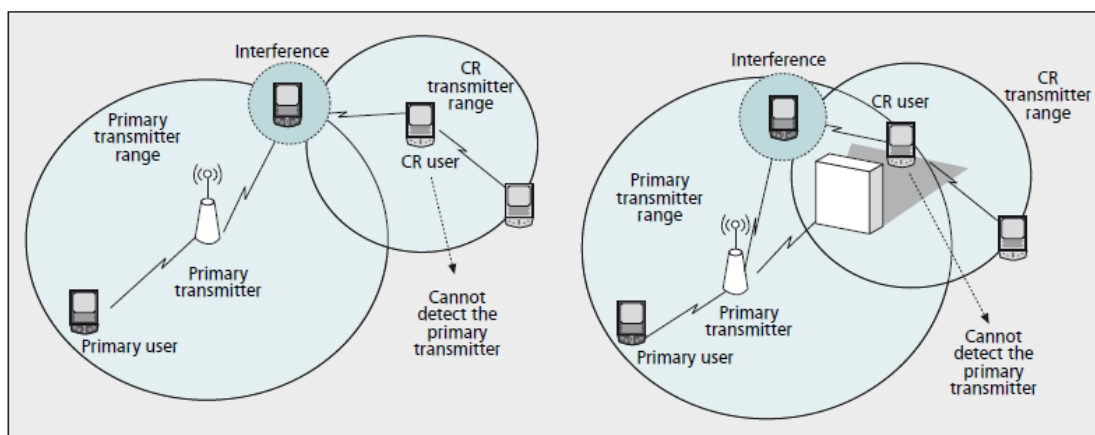 Interference
CR
transmitter
range
Primary
transmitter
range
CR user
Primary
transmitter
Primary user
Cannot
detect the
primary
transmitter
Interference
CR
transmitter
range
CR user
Primary
transmitter
range
Primary
transmitter
Primary user
Cannot
detect the
primary
transmitter